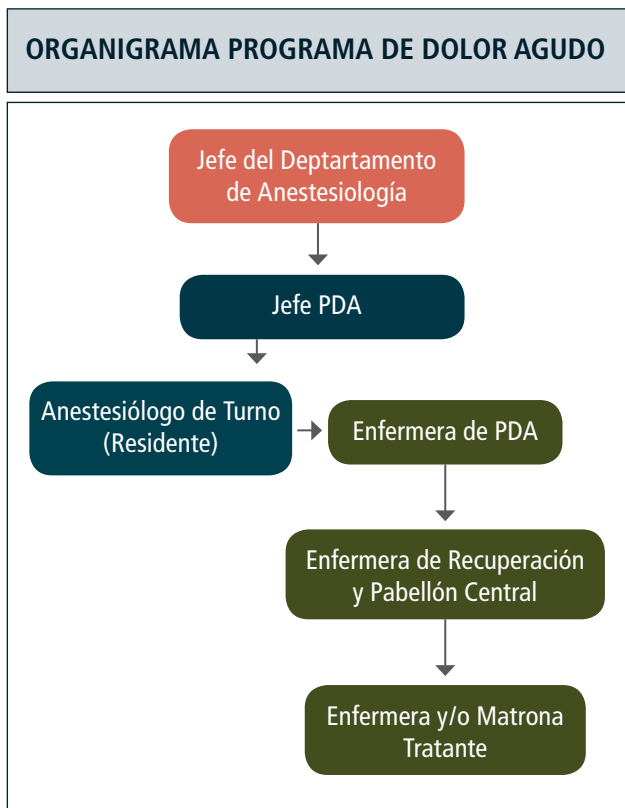 ORGANIGRAMA PROGRAMA DE DOLOR AGUDO
Jefe del Deptartamento
de Anestesiología
Jefe PDA
Anestesiólogo de Turno
(Residente)
Enfermera de PDA
Enfermera de Recuperación
y Pabellón Central
Enfermera y/o Matrona
Tratante